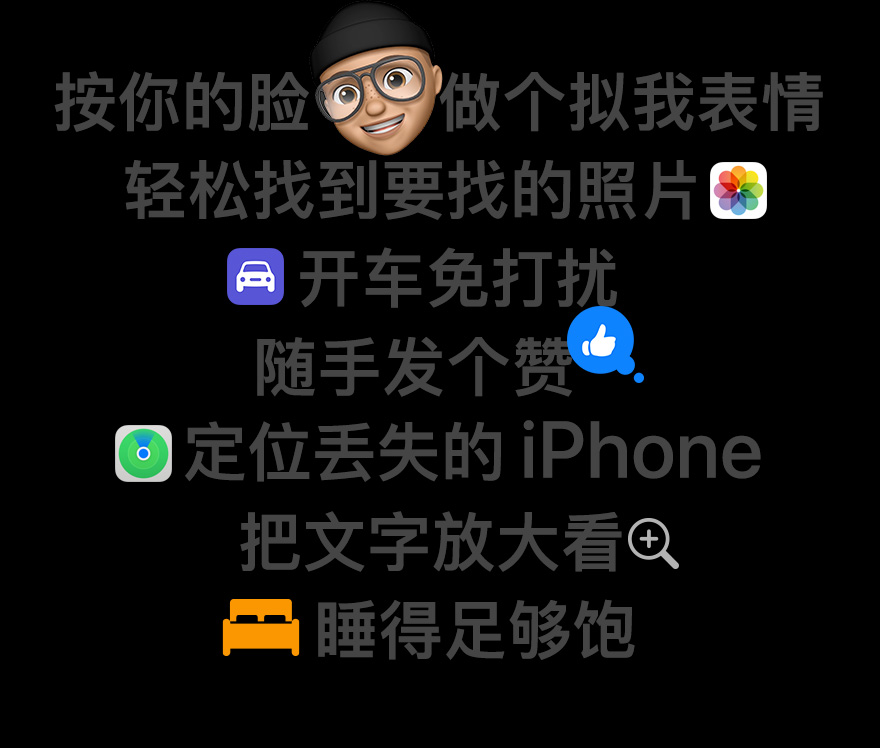 按你的脸做个拟我表情
轻松找到要找的照片
开车免打扰
随手发个赞
定位丢失的 iPhone
把文字放大看
睡得足够饱